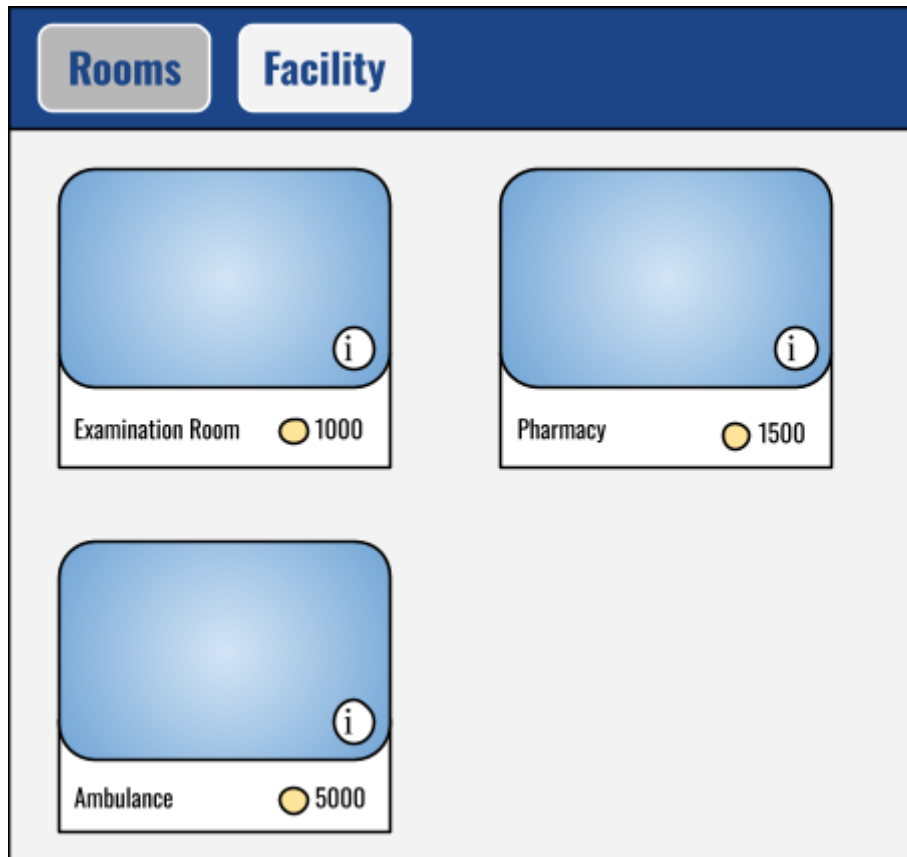 Rooms Facility
i i
Examination Room 1000 Pharmacy 1500
i
Ambulance 5000